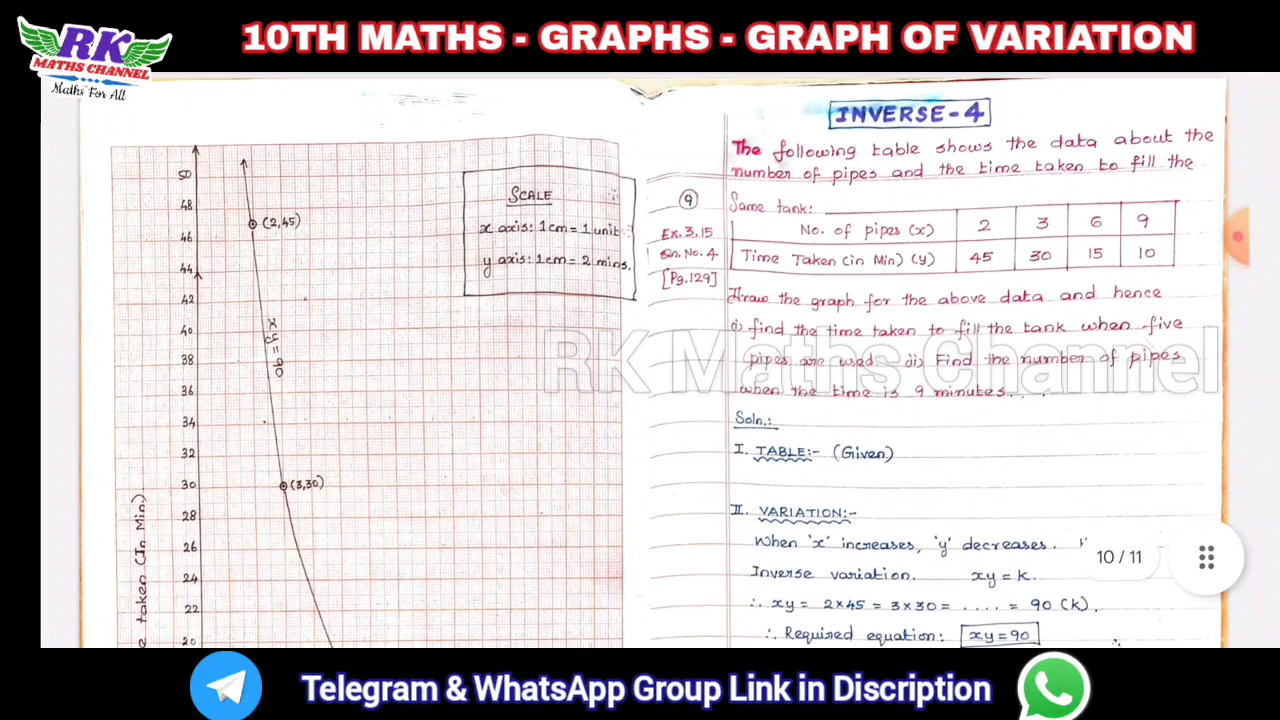 RK
MATHS CHANNEL
Maths For All
10TH MATHS - GRAPHS - GRAPH OF VARIATION
50
48
46
44
42
40
38
36
34
32
30
28
26
24
22
20
(2,45)
xy = 90
(3,30)
e taken (In Min).
SCALE
x axis: 1cm = 1 unit
y axis: 1cm = 2 mins.
INVERSE-4
The following table shows the data about the
number of pipes and the time taken to fill the
Same tank:
9
Ex.3.15
Qn. No. 4
[Pg.129]
No. of pipes (x) 2 3 6 9
Time Taken (in Min) (y) 45 30 15 10
Draw the graph for the above data and hence
i) find the time taken to fill the tank when five
pipes are used ii) Find the number of pipes
when the time is 9 minutes.
RK Maths Channel
Soln.:
I. TABLE:- (Given)
II. VARIATION:-
When 'x' increases, 'y' decreases.
10 / 11
Inverse variation. xy = k.
∴ xy = 2×45 = 3×30 = .... = 90 (k).
∴ Required equation: xy = 90
Telegram & WhatsApp Group Link in Discription